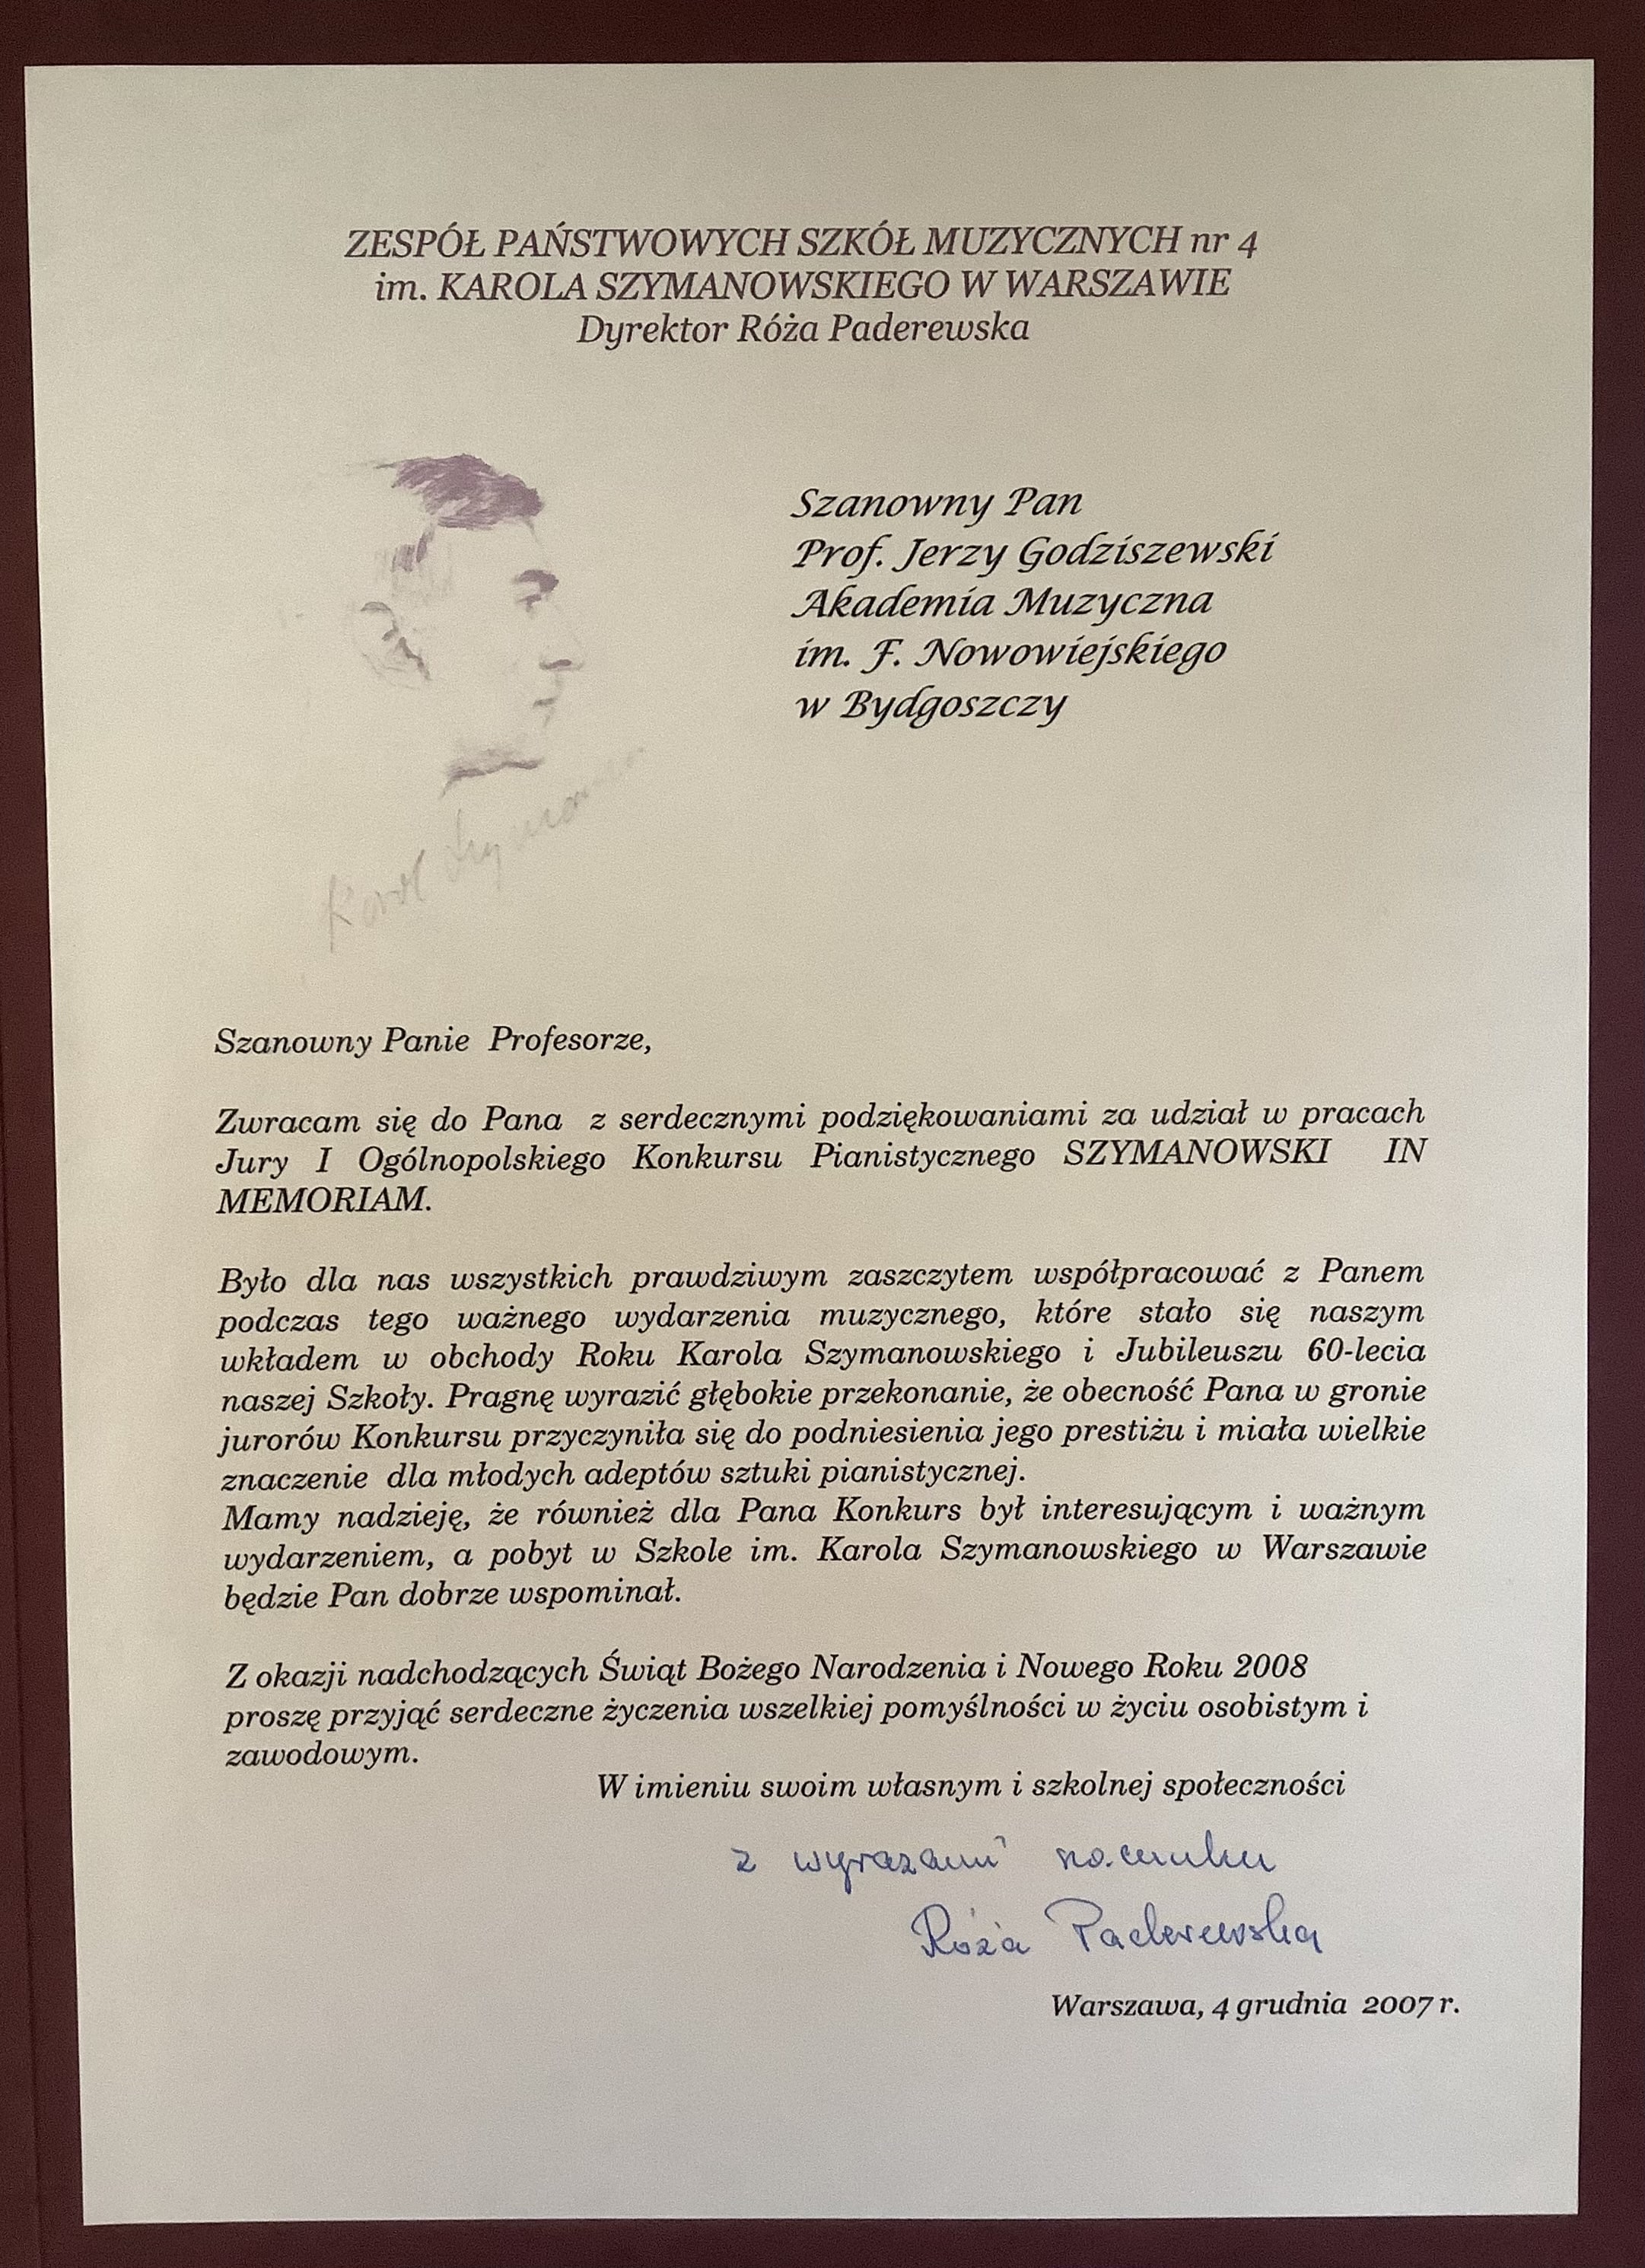 ZESPÓŁ PAŃSTWOWYCH SZKÓŁ MUZYCZNYCH nr 4
im. KAROLA SZYMANOWSKIEGO W WARSZAWIE
Dyrektor Róża Paderewska
Szanowny Pan
Prof. Jerzy Godziszewski
Akademia Muzyczna
im. F. Nowowiejskiego
w Bydgoszczy
Karol
Szanowny Panie Profesorze,
Zwracam się do Pana z serdecznymi podziękowaniami za udział w pracach
Jury I Ogólnopolskiego Konkursu Pianistycznego SZYMANOWSKI IN
MEMORIAM.
Było dla nas wszystkich prawdziwym zaszczytem współpracować z Panem
podczas tego ważnego wydarzenia muzycznego, które stało się naszym
wkładem w obchody Roku Karola Szymanowskiego i Jubileuszu 60-lecia
naszej Szkoły. Pragnę wyrazić głębokie przekonanie, że obecność Pana w gronie
jurorów Konkursu przyczyniła się do podniesienia jego prestiżu i miała wielkie
znaczenie dla młodych adeptów sztuki pianistycznej.
Mamy nadzieję, że również dla Pana Konkurs był interesującym i ważnym
wydarzeniem, a pobyt w Szkole im. Karola Szymanowskiego w Warszawie
będzie Pan dobrze wspominał.
Z okazji nadchodzących Świąt Bożego Narodzenia i Nowego Roku 2008
proszę przyjąć serdeczne życzenia wszelkiej pomyślności w życiu osobistym i
zawodowym.
W imieniu swoim własnym i szkolnej społeczności
z wyrazami szacunku
Róża Paderewska
Warszawa, 4 grudnia 2007 r.